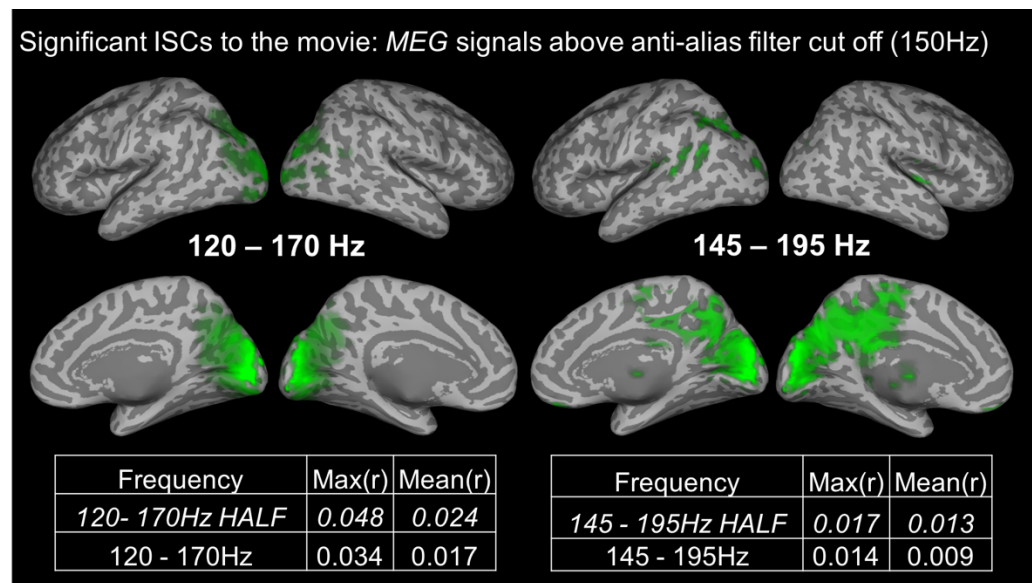 Significant ISCs to the movie: MEG signals above anti-alias filter cut off (150Hz)
120 – 170 Hz
145 – 195 Hz
Frequency Max(r) Mean(r)
120- 170Hz HALF 0.048 0.024
120 - 170Hz 0.034 0.017
Frequency Max(r) Mean(r)
145 - 195Hz HALF 0.017 0.013
145 - 195Hz 0.014 0.009